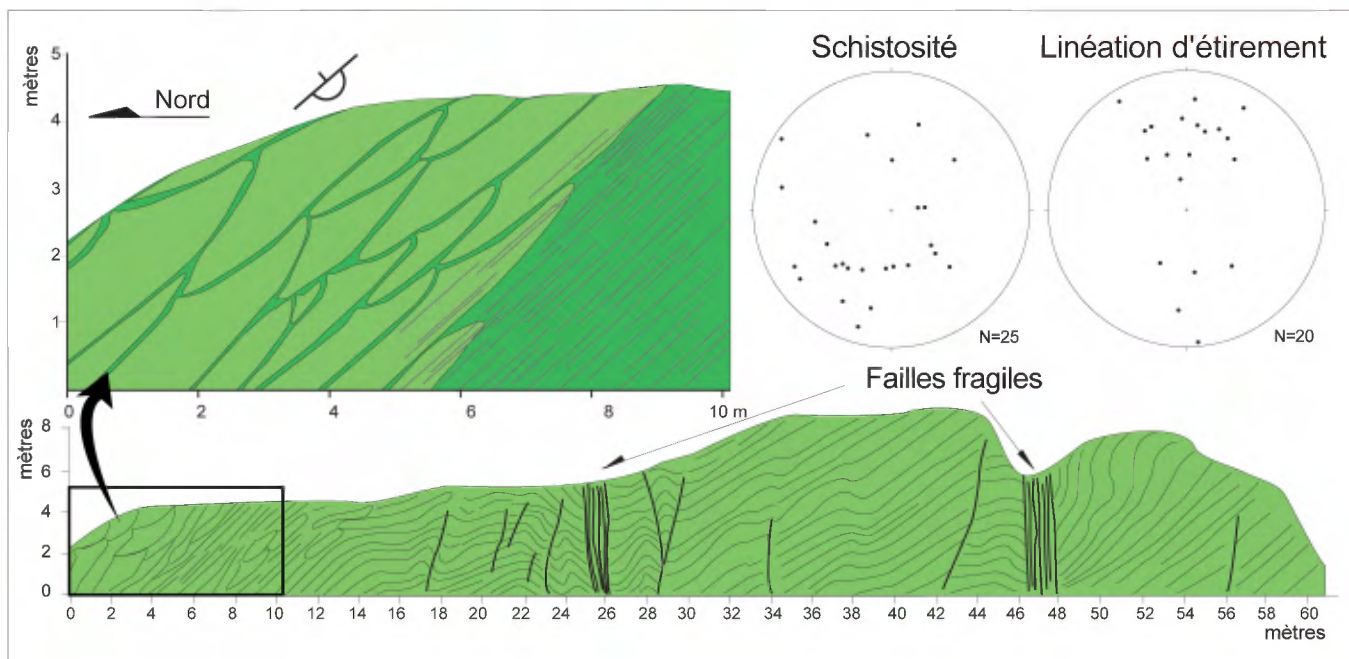 Schistosité
Linéation d'étirement
mètres
5
4
3
2
1
Nord
N=25
N=20
0 2 4 6 8 10 m
Failles fragiles
mètres
8
6
4
2
0
0 2 4 6 8 10 12 14 16 18 20 22 24 26 28 30 32 34 36 38 40 42 44 46 48 50 52 54 56 58 60
mètres